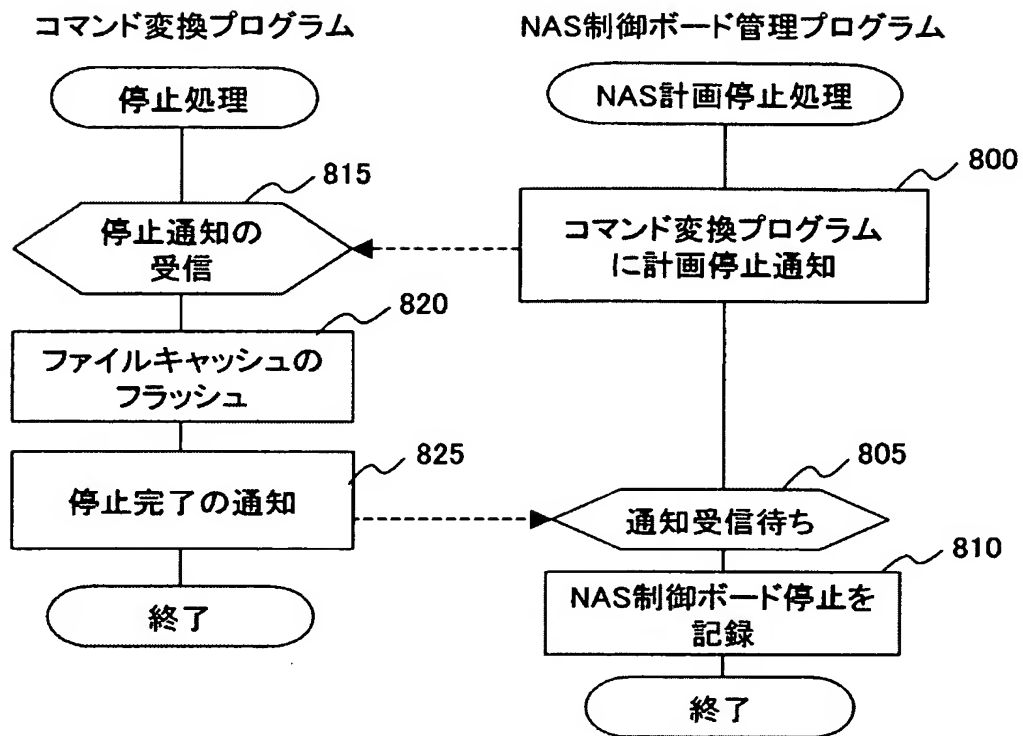 コマンド変換プログラム
停止処理
815
停止通知の
受信
820
ファイルキャッシュの
フラッシュ
825
停止完了の通知
終了
NAS制御ボード管理プログラム
NAS計画停止処理
800
コマンド変換プログラム
に計画停止通知
805
通知受信待ち
810
NAS制御ボード停止を
記録
終了